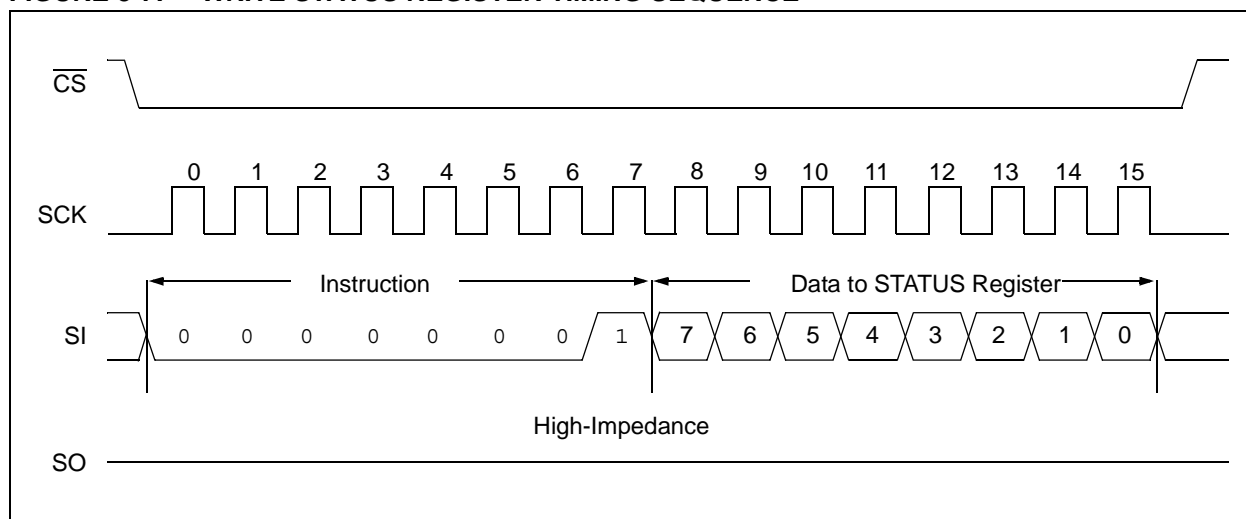 CS
0 1 2 3 4 5 6 7 8 9 10 11 12 13 14 15
SCK
Instruction Data to STATUS Register
SI 0 0 0 0 0 0 0 1 7 6 5 4 3 2 1 0
High-Impedance
SO